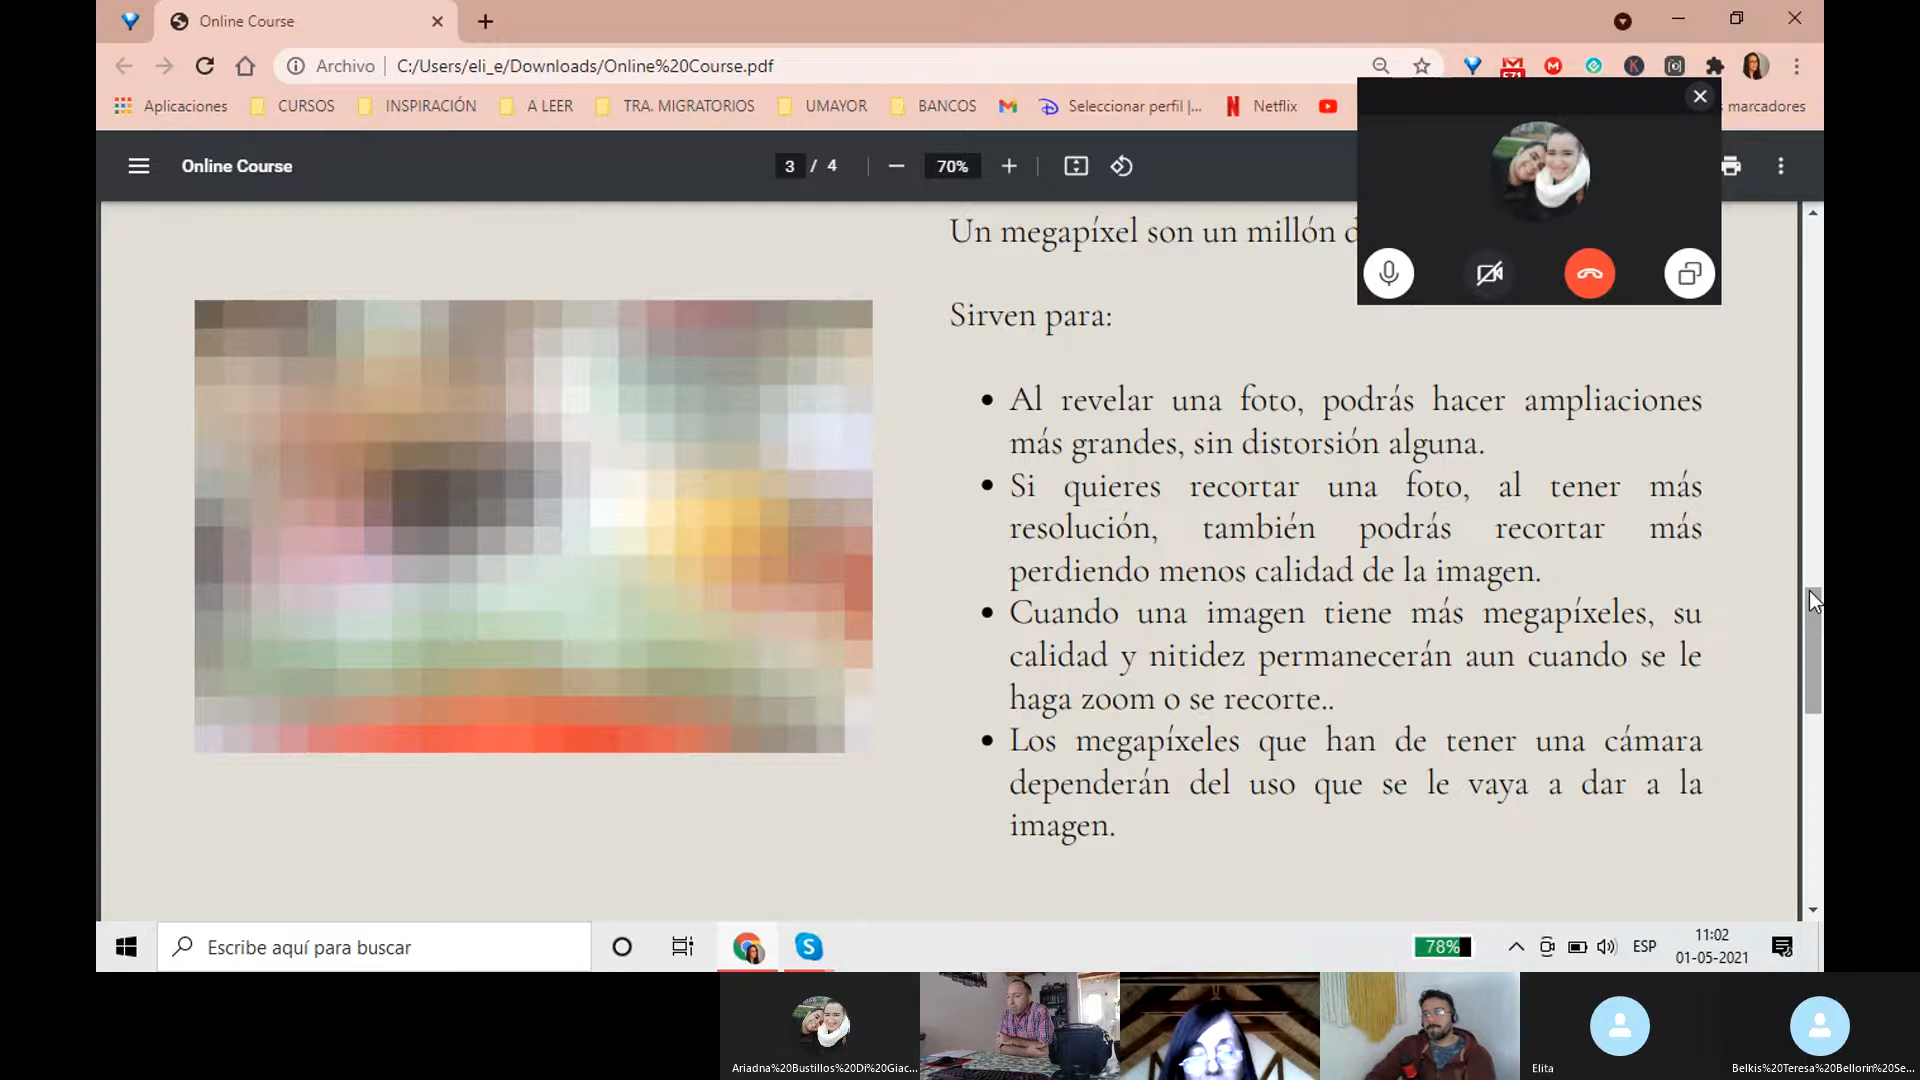 Online Course
Archivo
C:/Users/eli_e/Downloads/Online%20Course.pdf
571
Aplicaciones
CURSOS
INSPIRACIÓN
A LEER
TRA. MIGRATORIOS
UMAYOR
BANCOS
Seleccionar perfil |...
Netflix
marcadores
Online Course
3 / 4
70%
Un megapíxel son un millón d
Sirven para:
• Al revelar una foto, podrás hacer ampliaciones
más grandes, sin distorsión alguna.
• Si quieres recortar una foto, al tener más
resolución, también podrás recortar más
perdiendo menos calidad de la imagen.
• Cuando una imagen tiene más megapíxeles, su
calidad y nitidez permanecerán aun cuando se le
haga zoom o se recorte..
• Los megapíxeles que han de tener una cámara
dependerán del uso que se le vaya a dar a la
imagen.
Escribe aquí para buscar
78%
ESP
11:02
01-05-2021
Ariadna%20Bustillos%20Di%20Giac...
Elita
Belkis%20Teresa%20Bellorin%20Se...